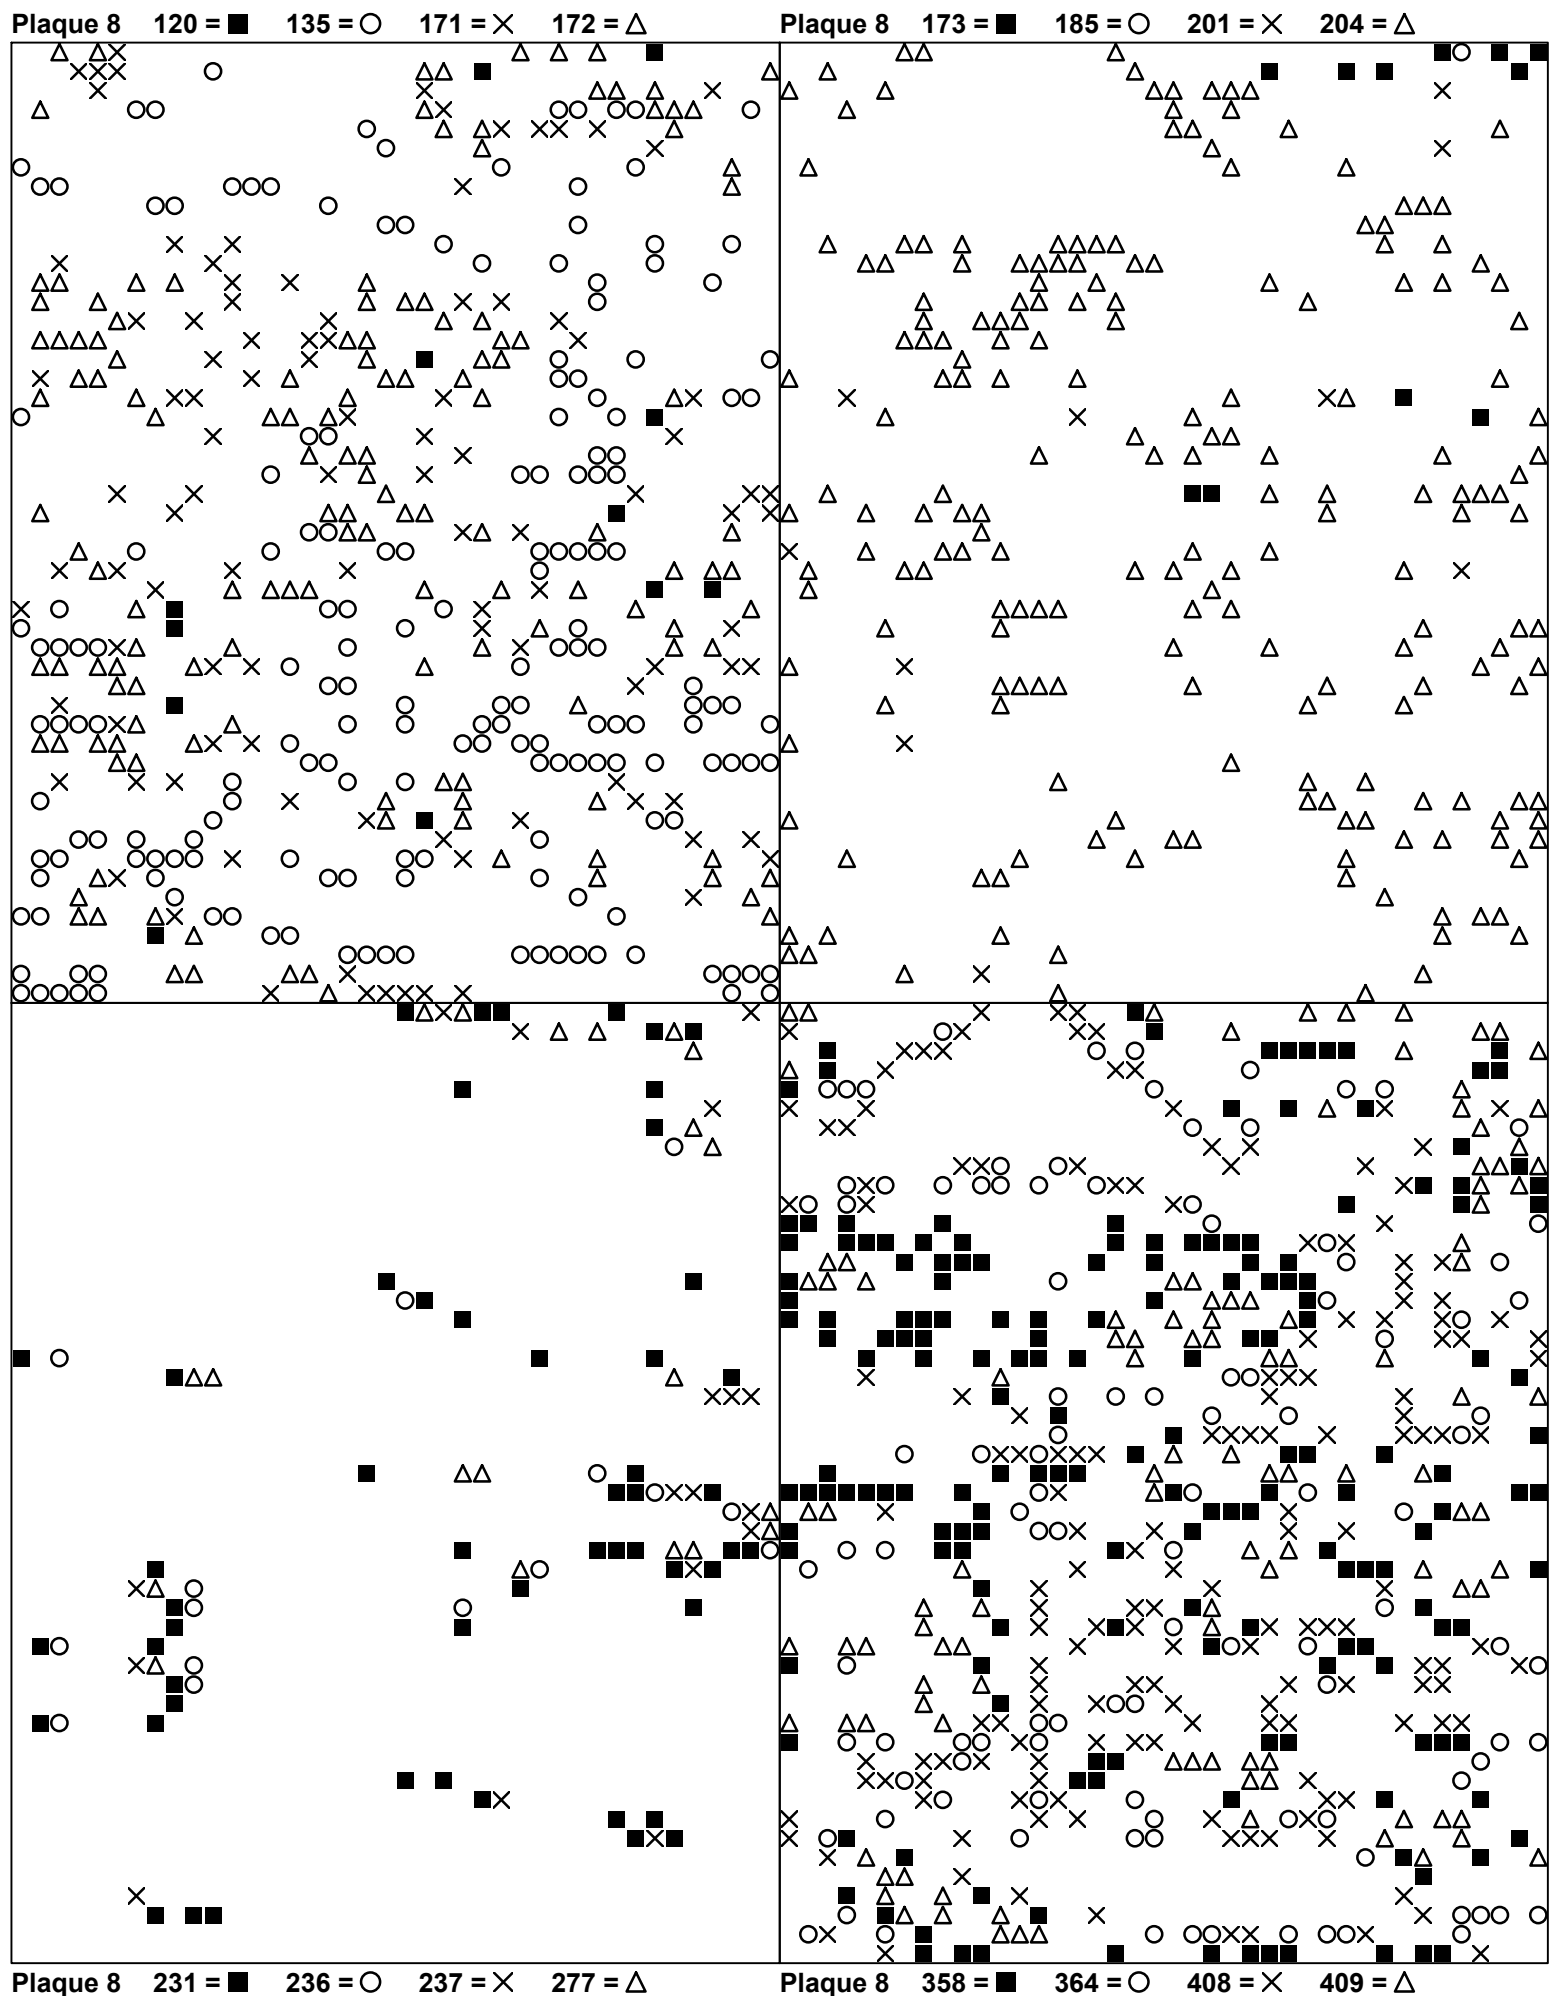 Plaque 8 120 = ■ 135 = ○ 171 = × 172 = △
Plaque 8 173 = ■ 185 = ○ 201 = × 204 = △
Plaque 8 231 = ■ 236 = ○ 237 = × 277 = △
Plaque 8 358 = ■ 364 = ○ 408 = × 409 = △